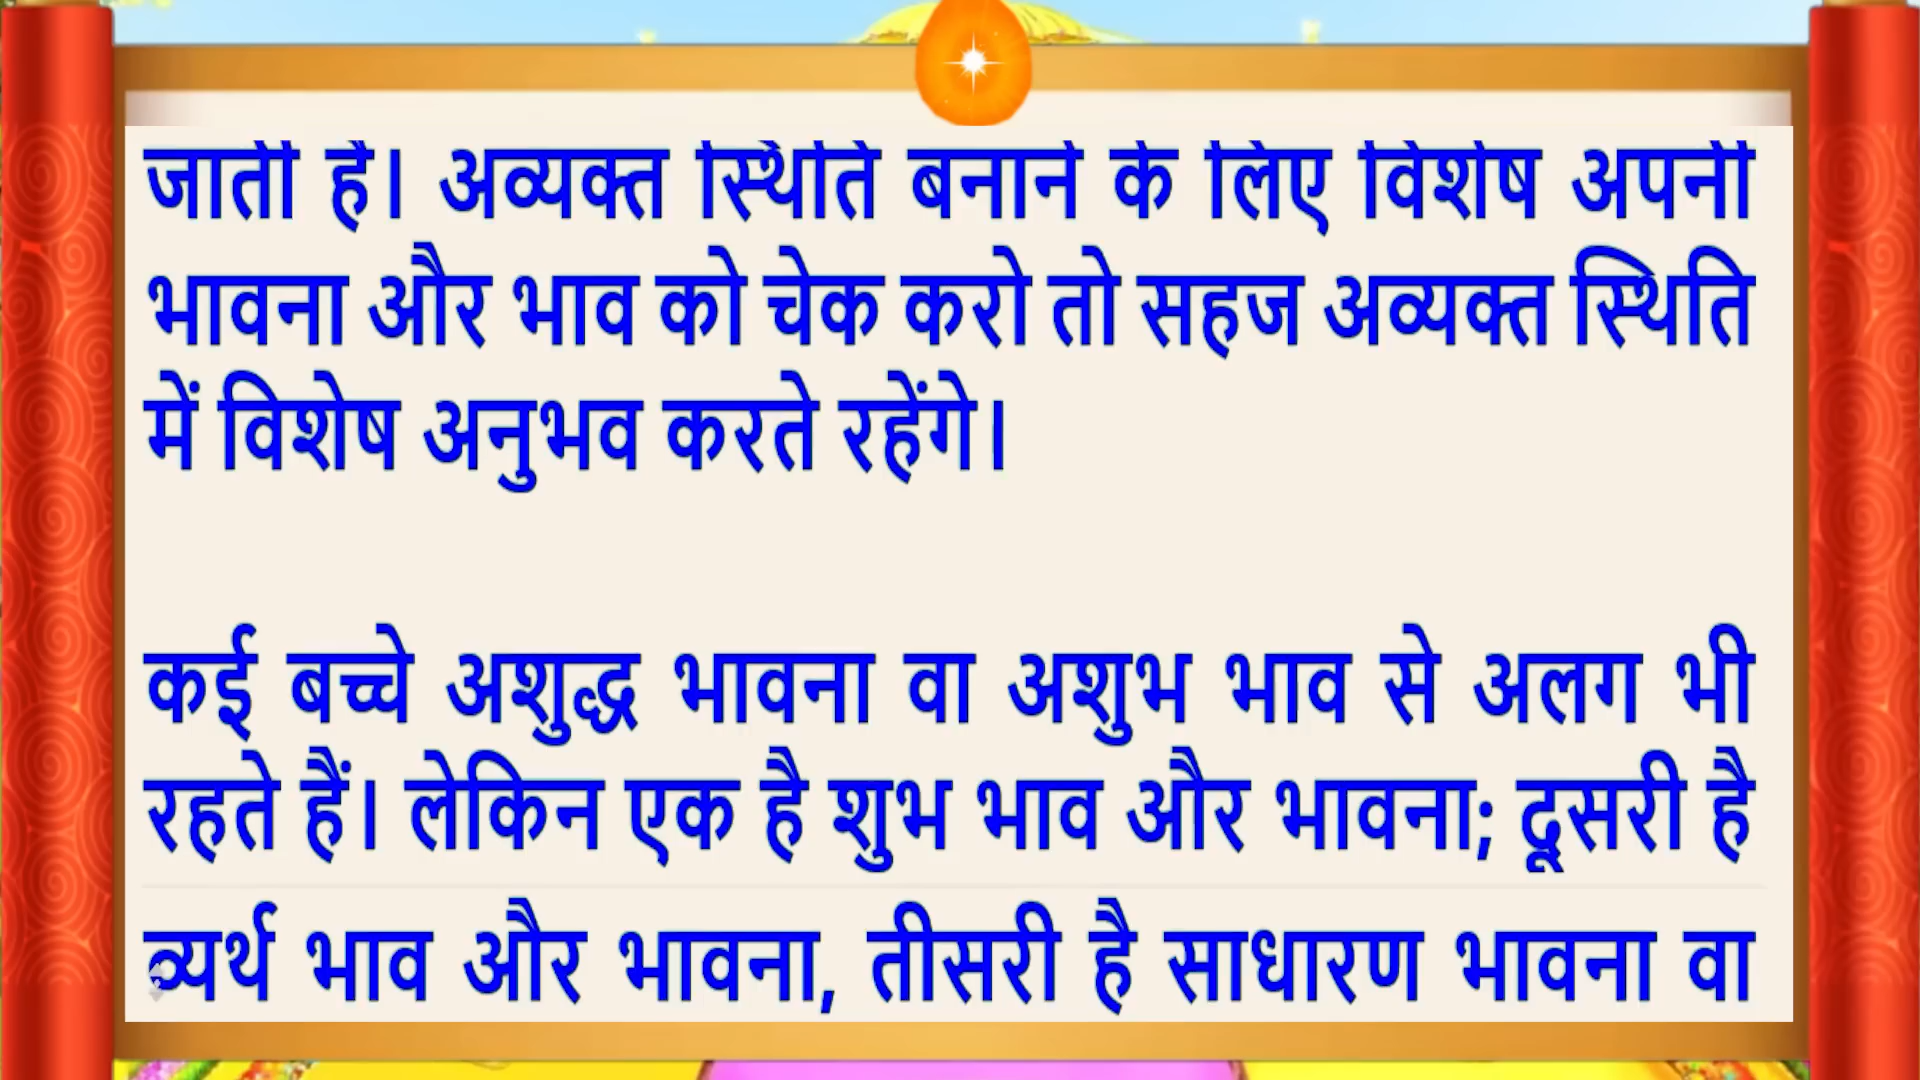 जाती है। अव्यक्त स्थिति बनाने के लिए विशेष अपनी
भावना और भाव को चेक करो तो सहज अव्यक्त स्थिति
में विशेष अनुभव करते रहेंगे।
कई बच्चे अशुद्ध भावना वा अशुभ भाव से अलग भी
रहते हैं। लेकिन एक है शुभ भाव और भावना; दूसरी है
व्यर्थ भाव और भावना, तीसरी है साधारण भावना वा